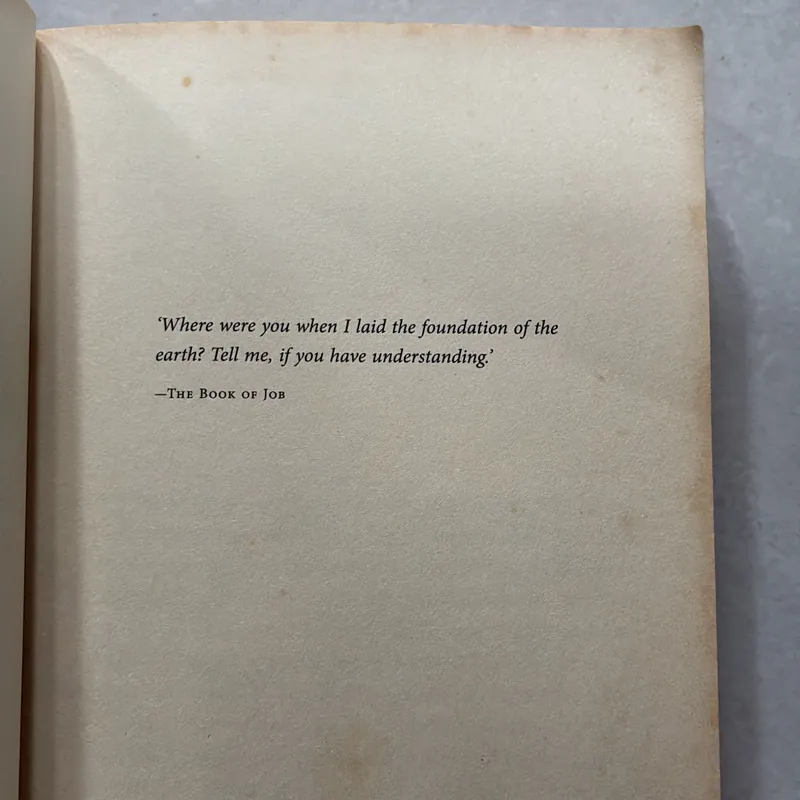 ‘Where were you when I laid the foundation of the
earth? Tell me, if you have understanding.’
—The Book of Job